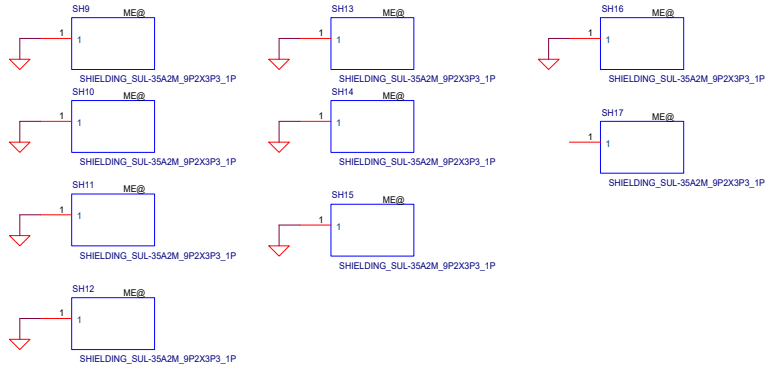 SH9 ME@
1 1
SHIELDING_SUL-35A2M_9P2X3P3_1P
SH10 ME@
1 1
SHIELDING_SUL-35A2M_9P2X3P3_1P
SH11 ME@
1 1
SHIELDING_SUL-35A2M_9P2X3P3_1P
SH12 ME@
1 1
SHIELDING_SUL-35A2M_9P2X3P3_1P
SH13 ME@
1 1
SHIELDING_SUL-35A2M_9P2X3P3_1P
SH14 ME@
1 1
SHIELDING_SUL-35A2M_9P2X3P3_1P
SH15 ME@
1 1
SHIELDING_SUL-35A2M_9P2X3P3_1P
SH16 ME@
1 1
SHIELDING_SUL-35A2M_9P2X3P3_1P
SH17 ME@
1 1
SHIELDING_SUL-35A2M_9P2X3P3_1P